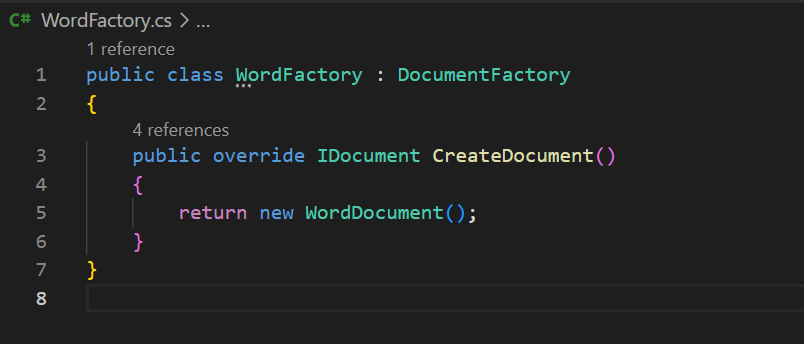 C# WordFactory.cs > ...
1 reference
1 public class WordFactory : DocumentFactory
2 {
4 references
3 public override IDocument CreateDocument()
4 {
5 return new WordDocument();
6 }
7 }
8